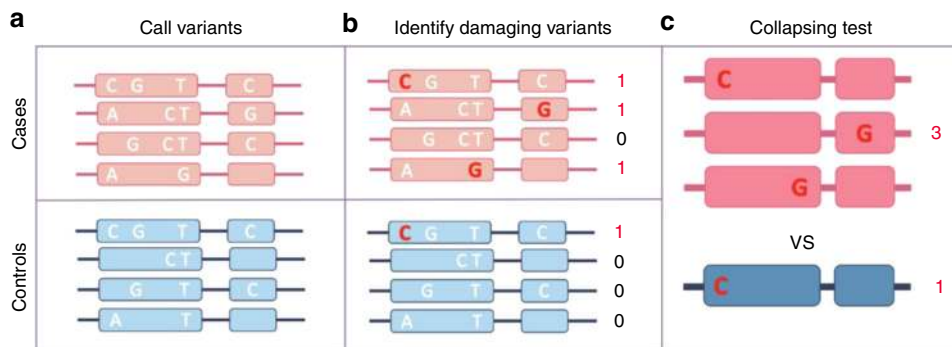 a Call variants
b Identify damaging variants
c Collapsing test
Cases
C G T C
A CT G
G CT C
A G
C G T C 1
A CT G 1
G CT C 0
A G 1
C
G 3
G
VS
Controls
C G T C
CT
G T C
A T
C G T C 1
CT 0
G T C 0
A T 0
C 1